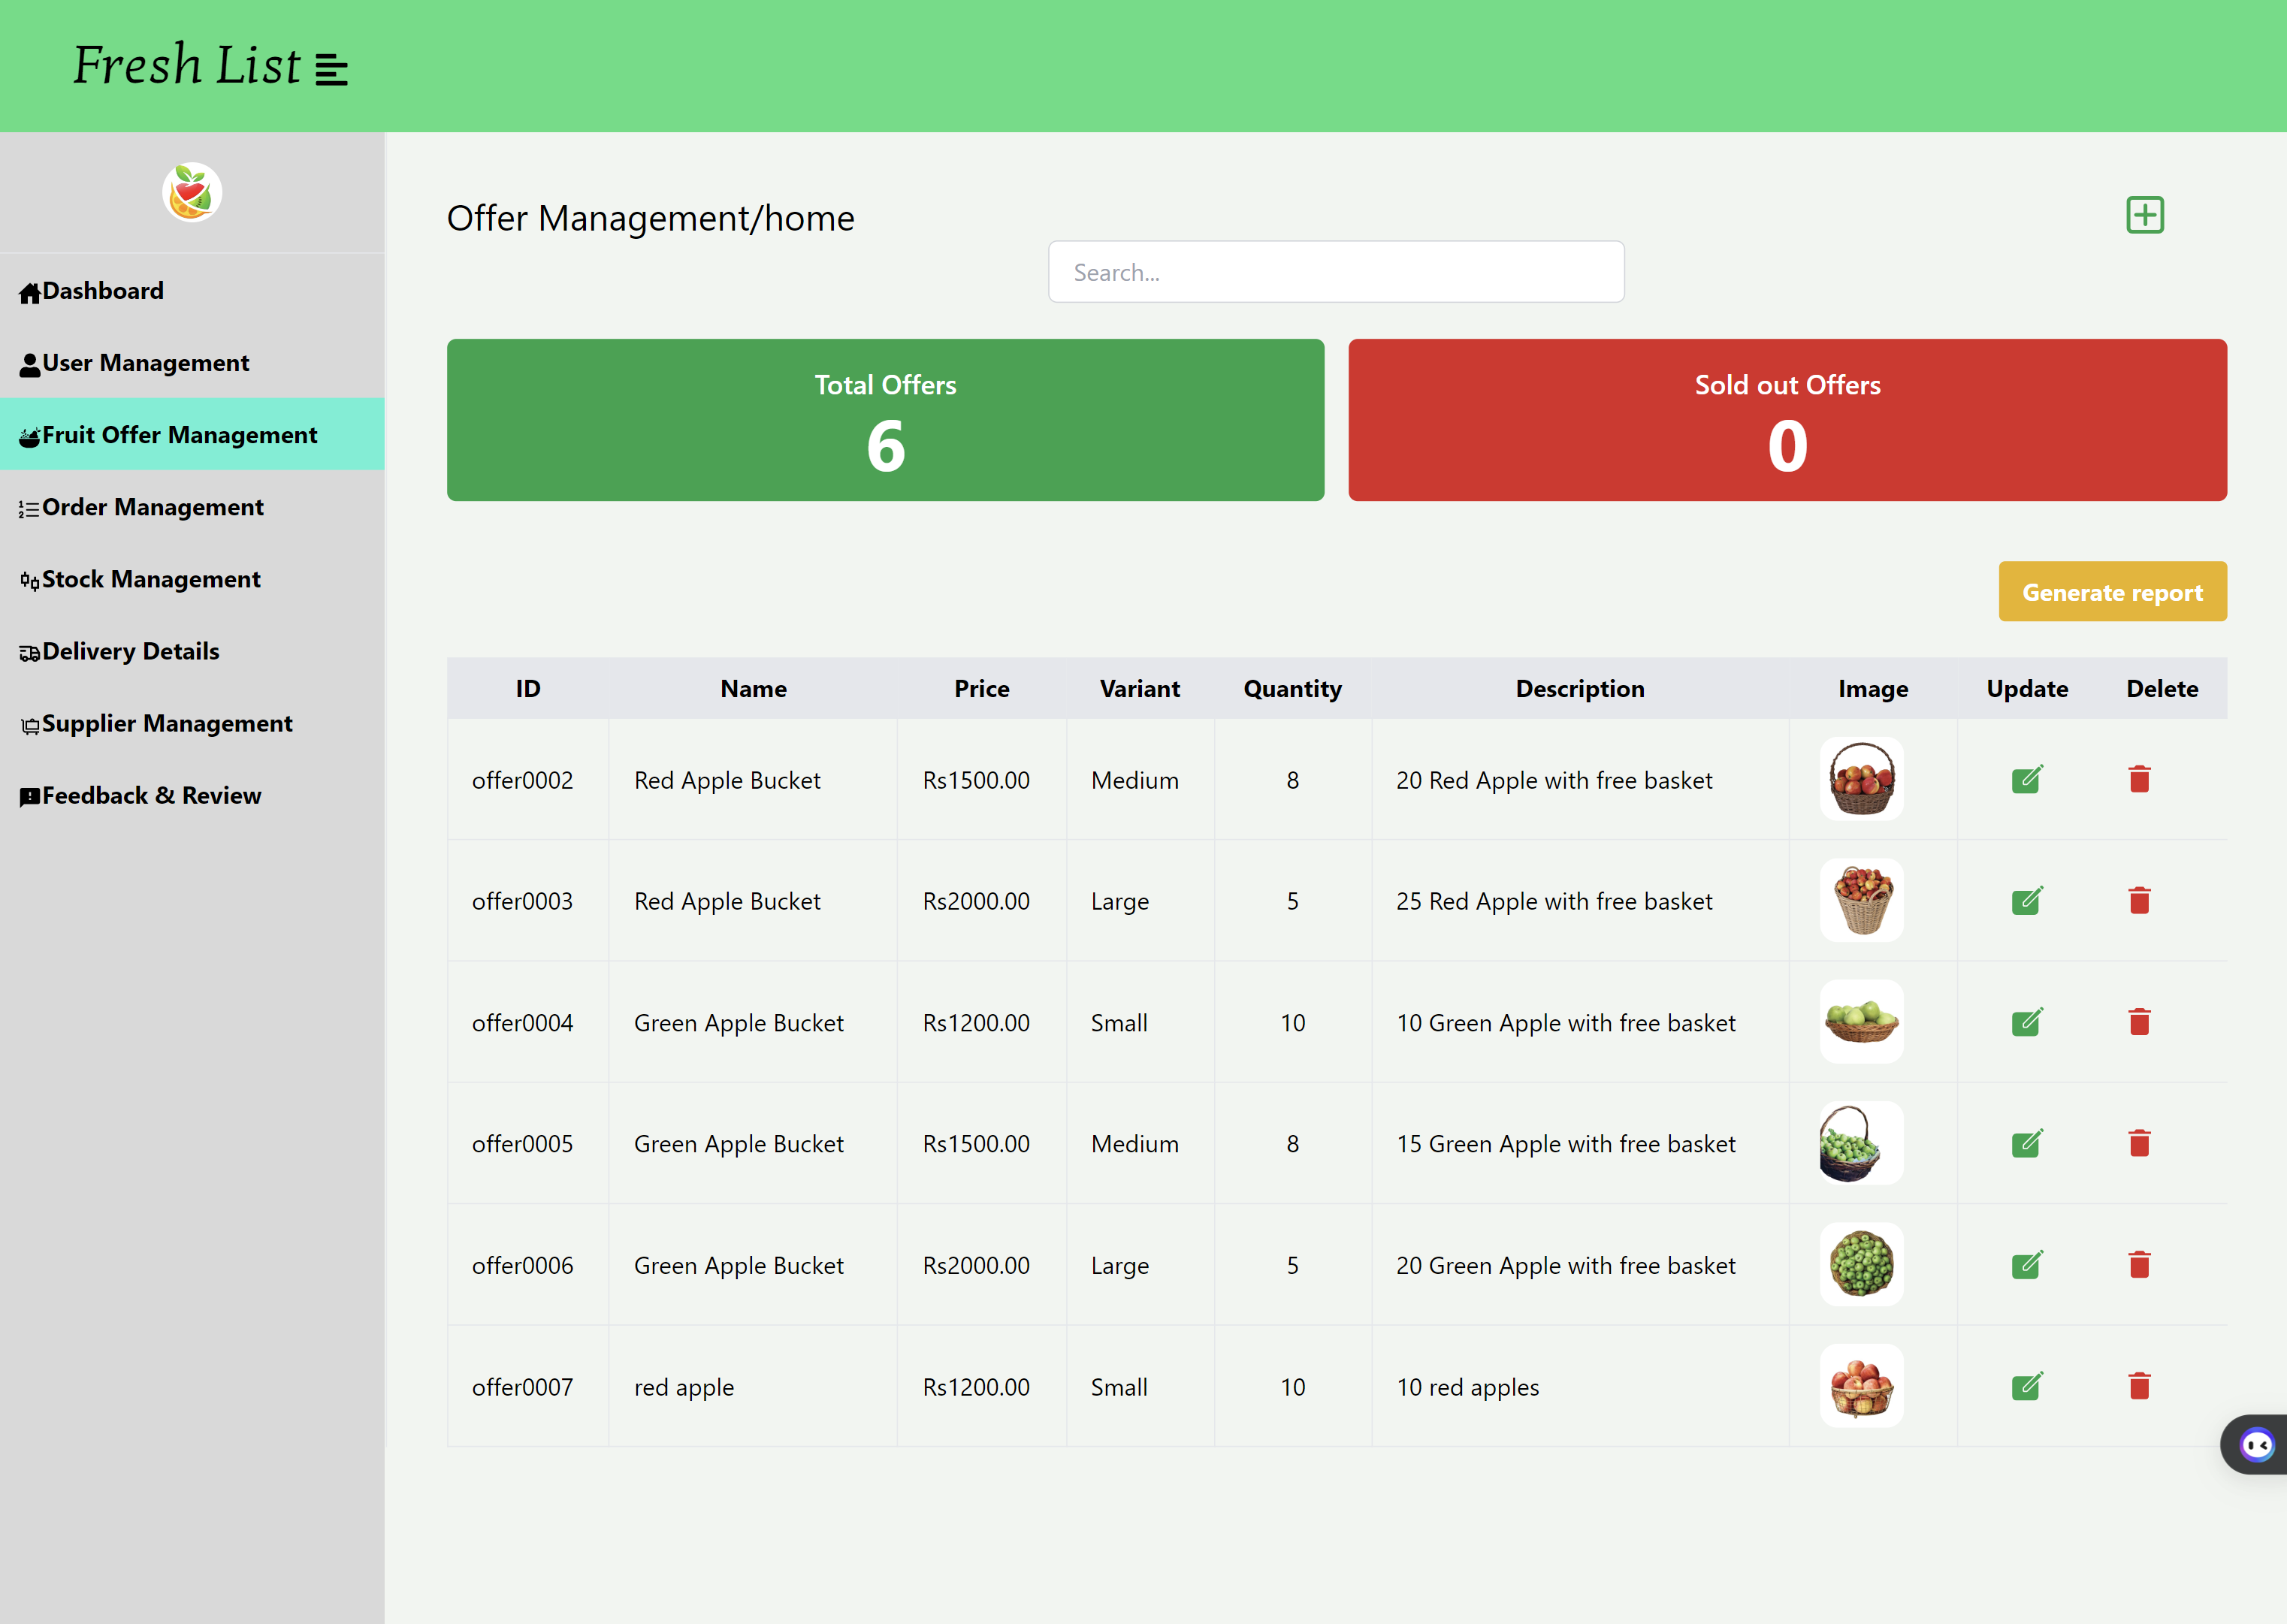 Fresh List
Dashboard
User Management
Fruit Offer Management
Order Management
Stock Management
Delivery Details
Supplier Management
Feedback & Review
Offer Management/home
Search...
Total Offers
6
Sold out Offers
0
Generate report
ID Name Price Variant Quantity Description Image Update Delete
offer0002 Red Apple Bucket Rs1500.00 Medium 8 20 Red Apple with free basket
offer0003 Red Apple Bucket Rs2000.00 Large 5 25 Red Apple with free basket
offer0004 Green Apple Bucket Rs1200.00 Small 10 10 Green Apple with free basket
offer0005 Green Apple Bucket Rs1500.00 Medium 8 15 Green Apple with free basket
offer0006 Green Apple Bucket Rs2000.00 Large 5 20 Green Apple with free basket
offer0007 red apple Rs1200.00 Small 10 10 red apples